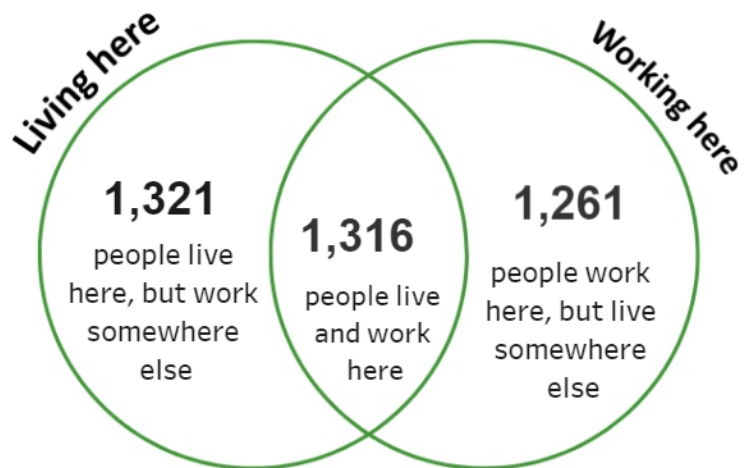 Living here
Working here
1,321
people live
here, but work
somewhere
else
1,316
people live
and work
here
1,261
people work
here, but live
somewhere
else